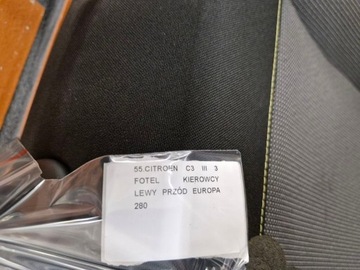 55.CITROEN C3 III 3
FOTEL KIEROWCY
LEWY PRZÓD EUROPA
280